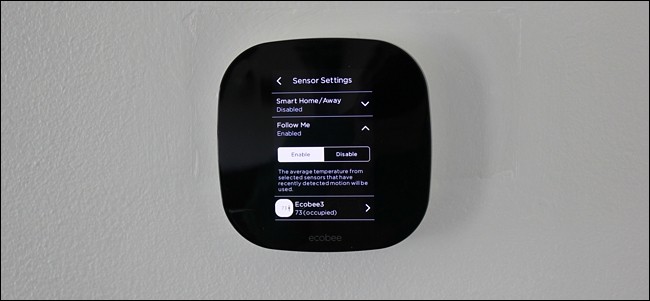 Sensor Settings
Smart Home/Away
Disabled
Follow Me
Enabled
Enable Disable
The average temperature from
selected sensors that have
recently detected motion will be
used.
Ecobee3
73 (occupied)
ecobee